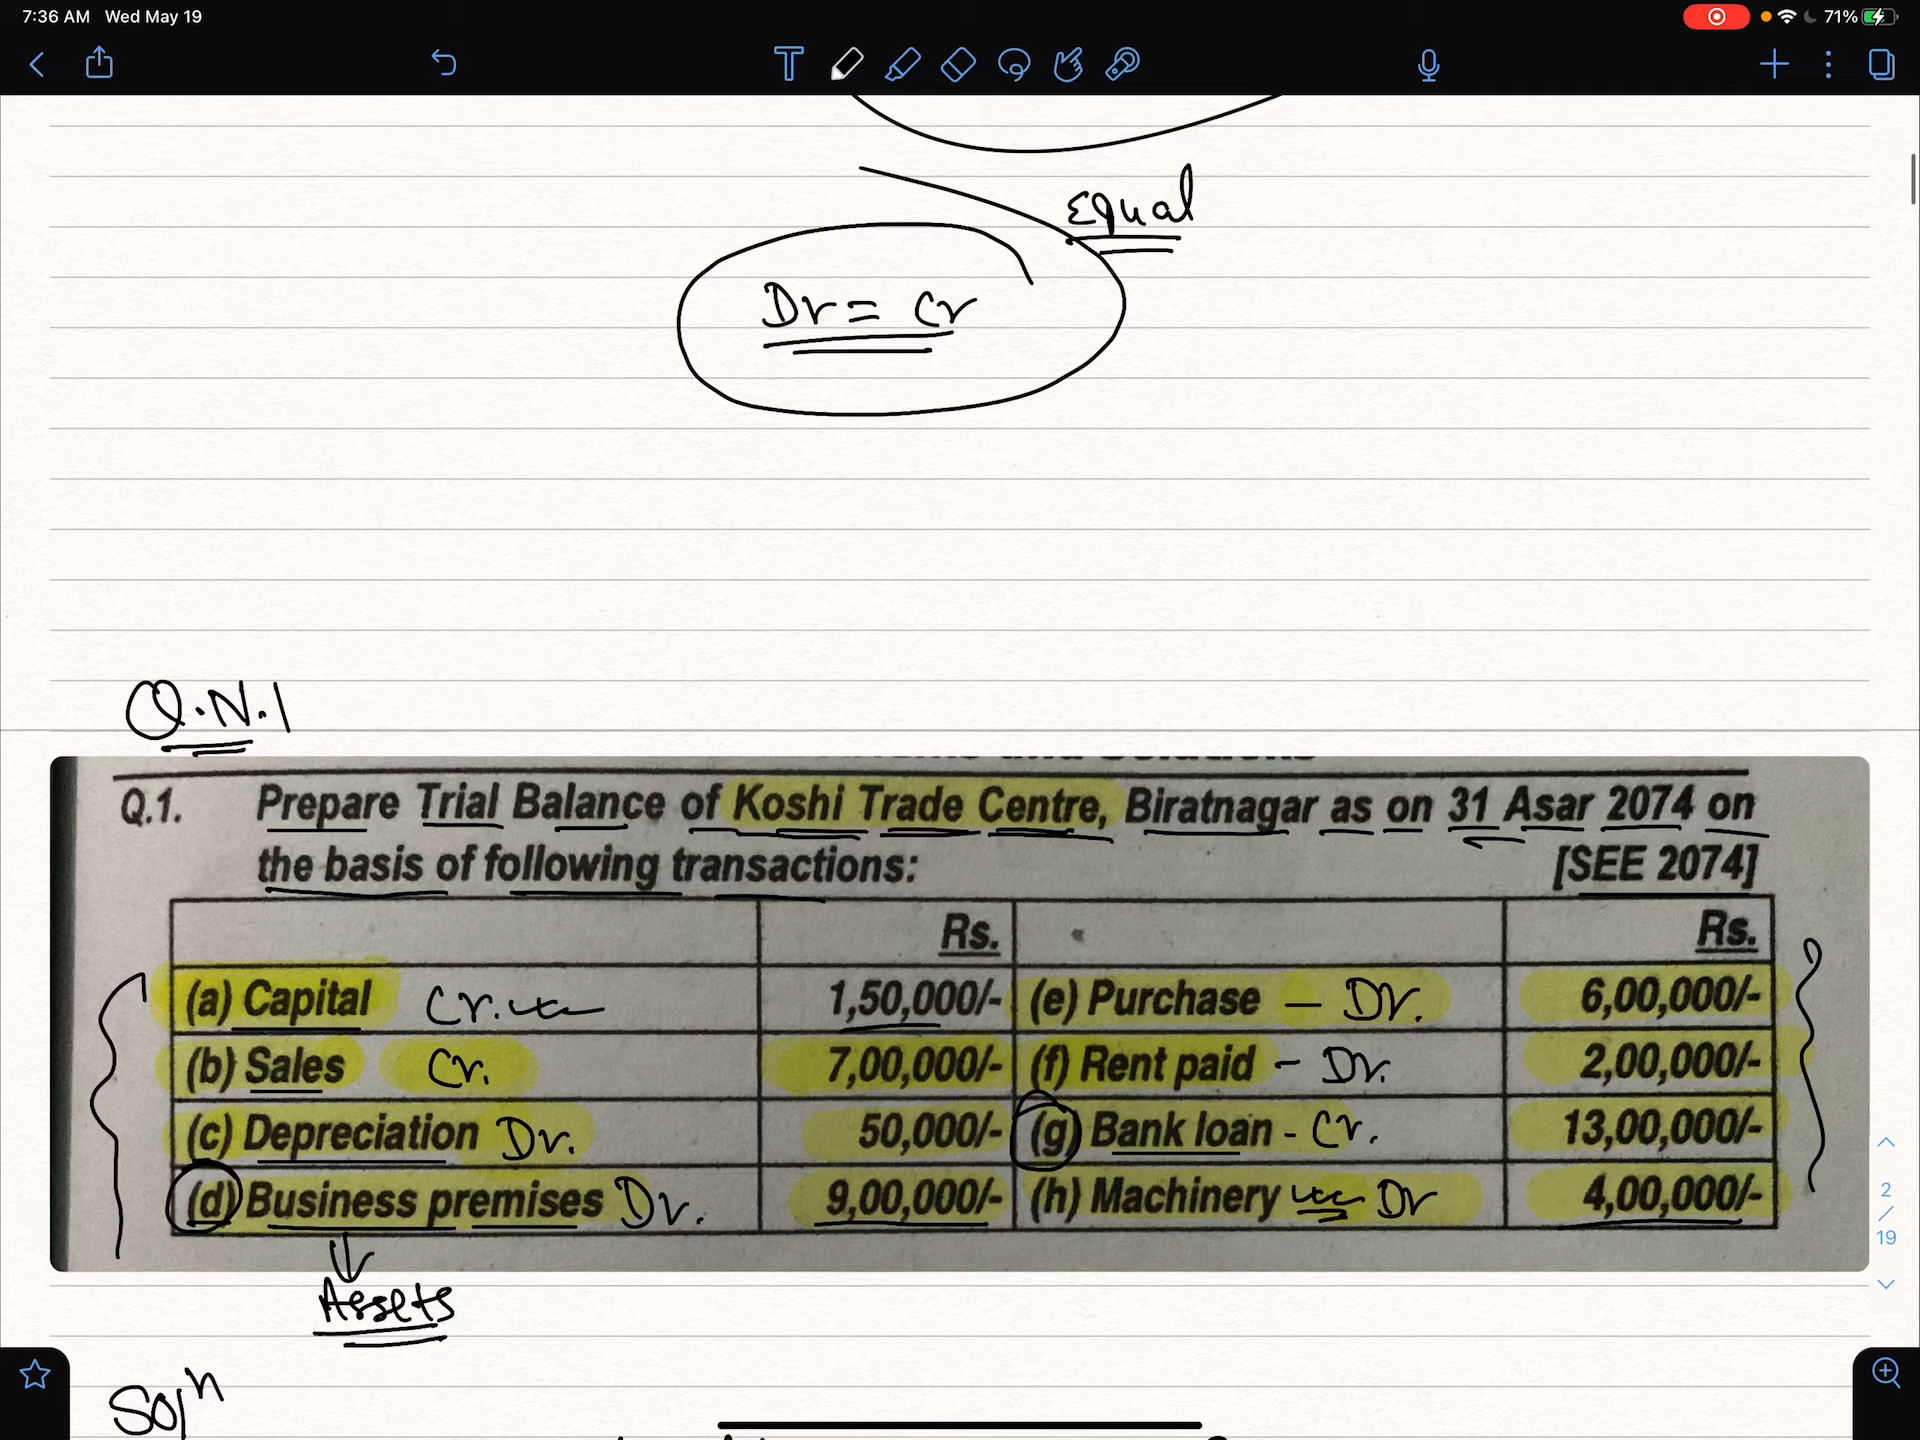 7:36 AM Wed May 19
71%
Equal
Dr = Cr
Q.N.1
Q.1. Prepare Trial Balance of Koshi Trade Centre, Biratnagar as on 31 Asar 2074 on
the basis of following transactions: [SEE 2074]
Rs. Rs.
(a) Capital Cr. 1,50,000/- (e) Purchase - Dr. 6,00,000/-
(b) Sales Cr. 7,00,000/- (f) Rent paid - Dr. 2,00,000/-
(c) Depreciation Dr. 50,000/- (g) Bank loan - Cr. 13,00,000/-
(d) Business premises Dr. 9,00,000/- (h) Machinery Dr 4,00,000/-
Assets
2
/
19
Soln